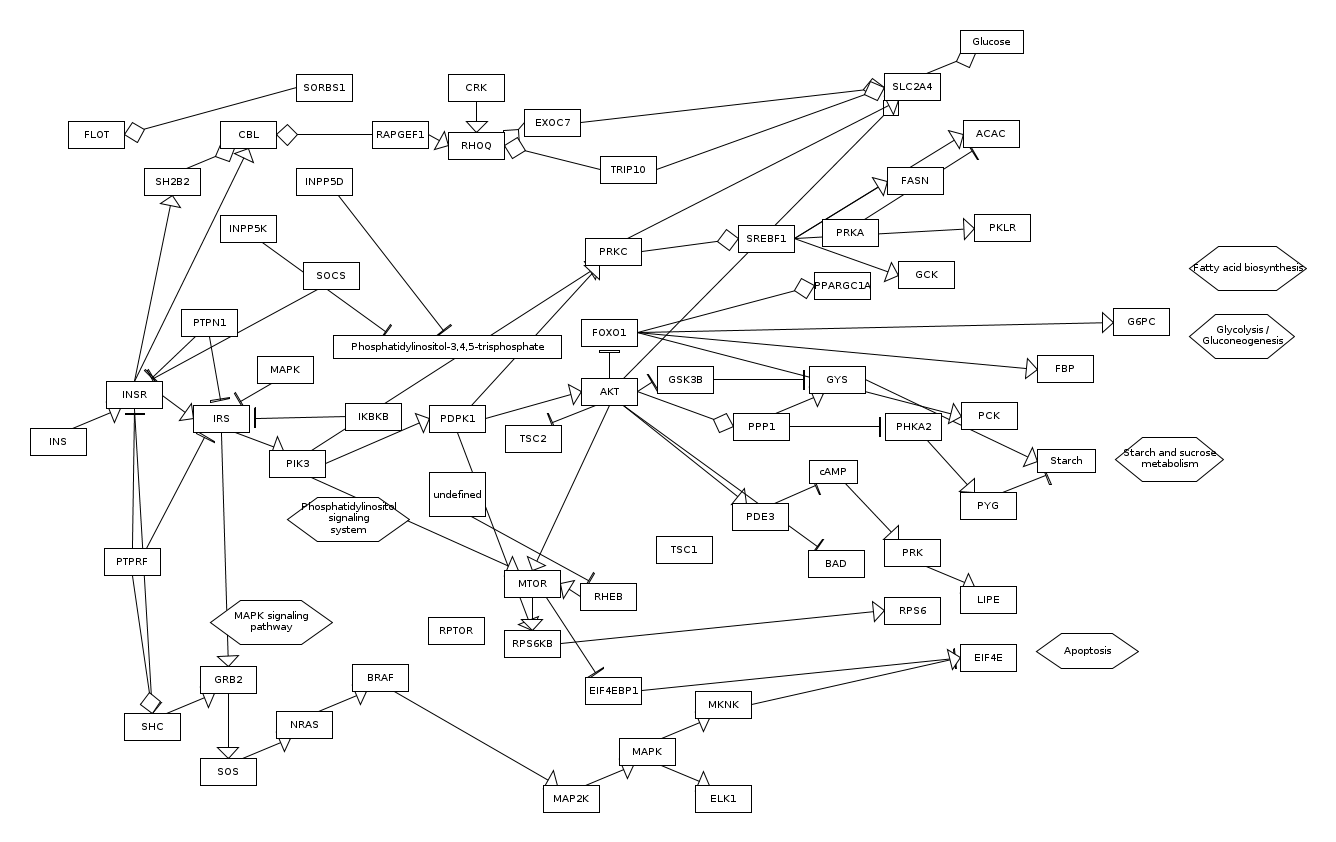 Glucose
SORBS1
CRK
SLC2A4
FLOT
CBL
RAPGEF1
EXOC7
RHOQ
ACAC
TRIP10
SH2B2
INPP5D
FASN
INPP5K
PRKC
SREBF1
PRKA
PKLR
SOCS
PPARGC1A
GCK
Fatty acid biosynthesis
PTPN1
FOXO1
G6PC
Glycolysis /
Gluconeogenesis
Phosphatidylinositol-3,4,5-trisphosphate
MAPK
FBP
INSR
AKT
GSK3B
GYS
IRS
IKBKB
PDPK1
PPP1
PHKA2
PCK
INS
TSC2
PIK3
cAMP
Starch
Starch and sucrose
metabolism
undefined
Phosphatidylinositol
signaling
system
PDE3
PYG
PTPRF
TSC1
BAD
PRK
MTOR
RHEB
LIPE
RPS6
MAPK signaling
pathway
RPTOR
RPS6KB
EIF4E
Apoptosis
GRB2
BRAF
EIF4EBP1
SHC
NRAS
MKNK
MAPK
SOS
MAP2K
ELK1